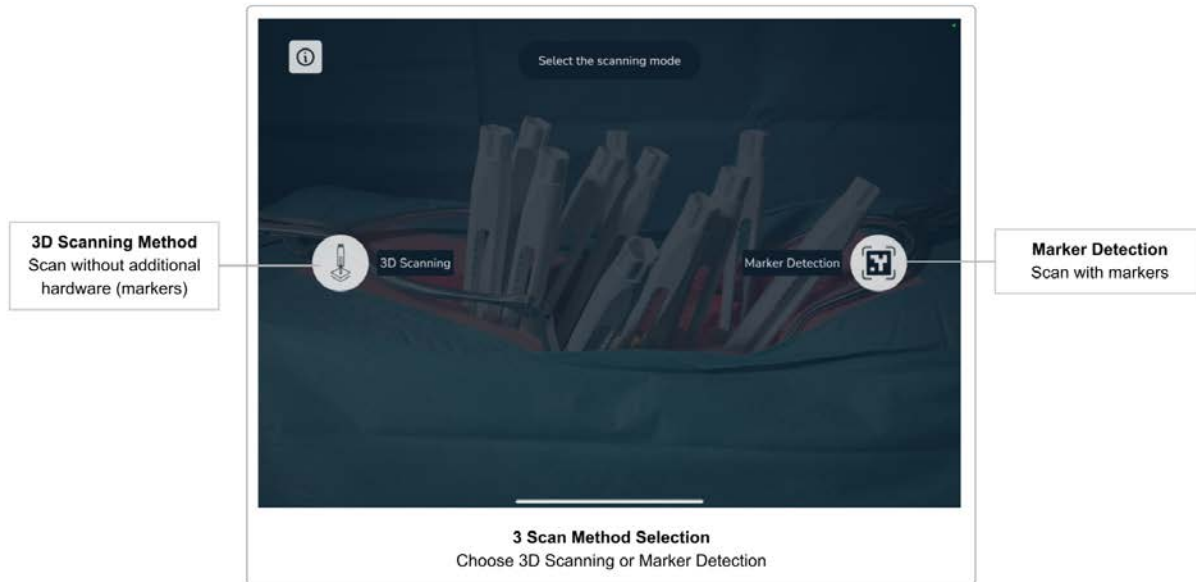 Select the scanning mode
3D Scanning Method
Scan without additional
hardware (markers)
3D Scanning
Marker Detection
Marker Detection
Scan with markers
3 Scan Method Selection
Choose 3D Scanning or Marker Detection